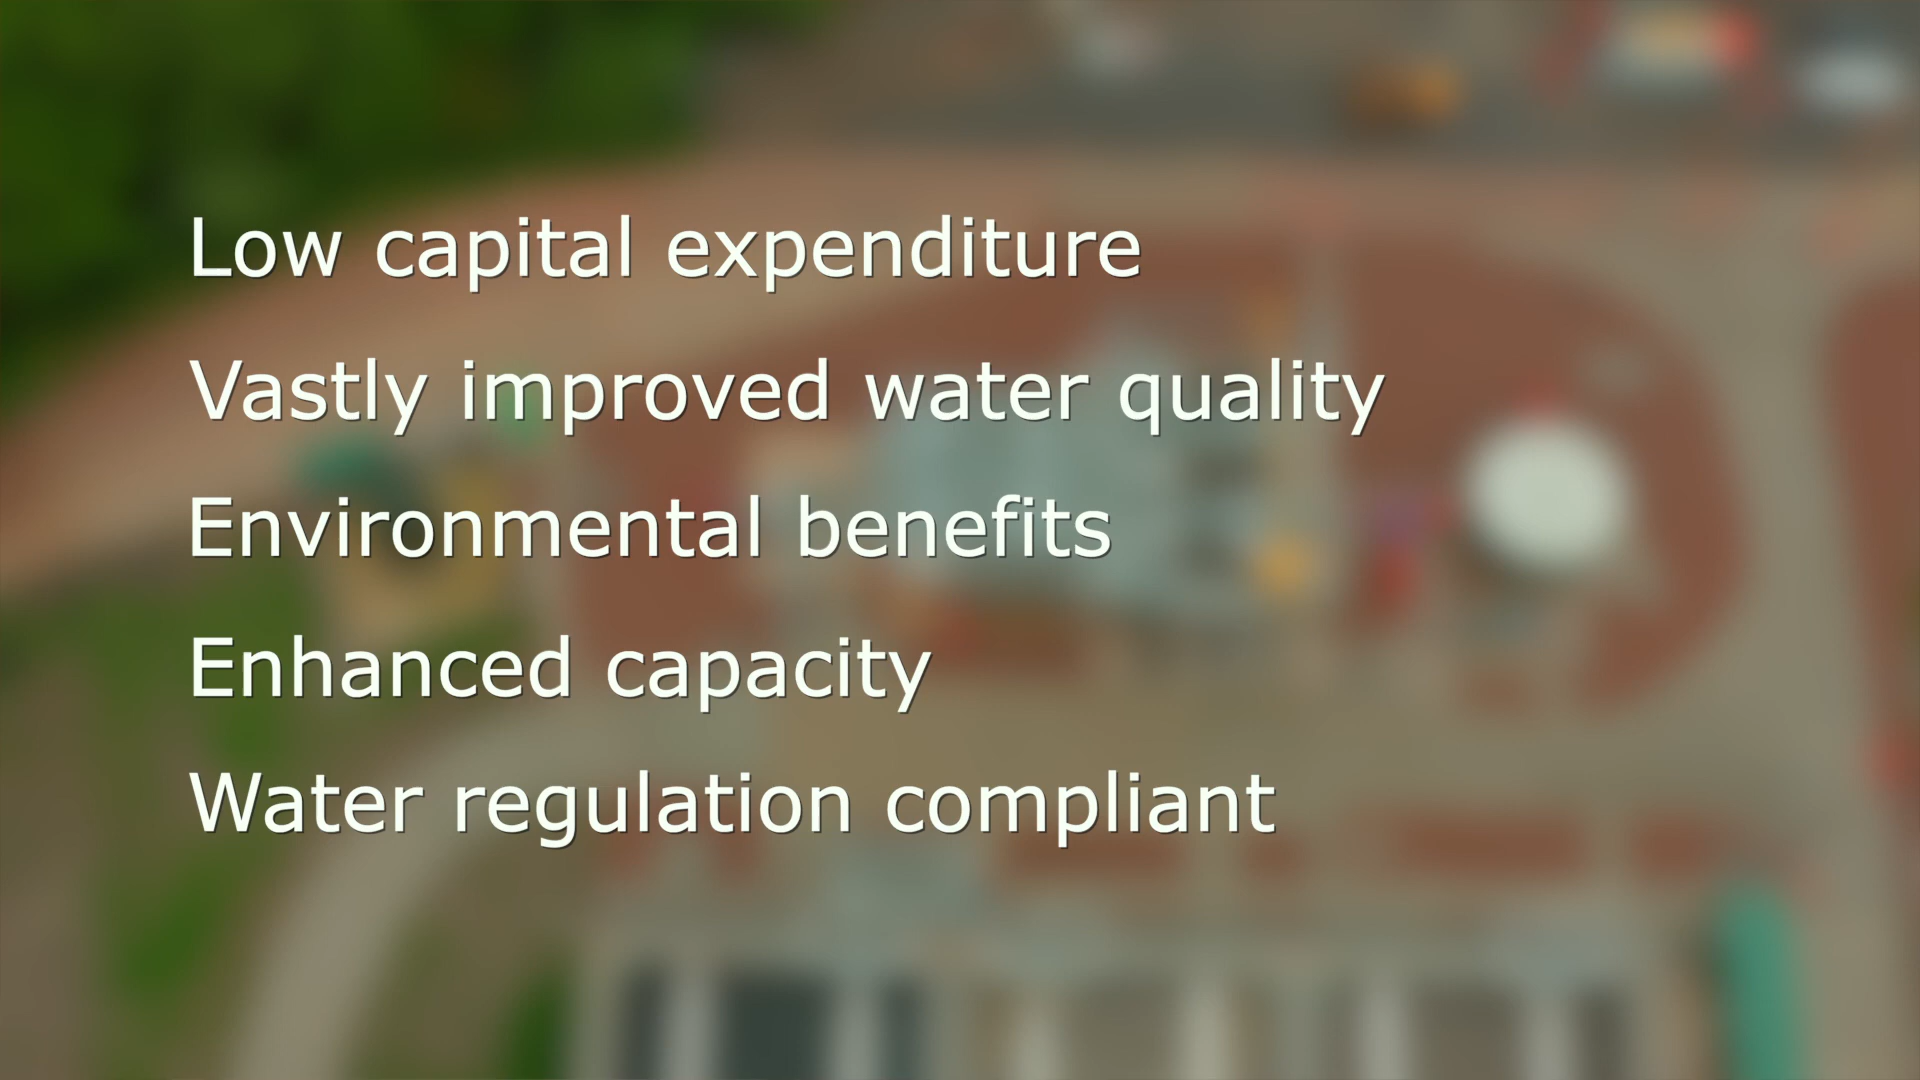 Low capital expenditure
Vastly improved water quality
Environmental benefits
Enhanced capacity
Water regulation compliant